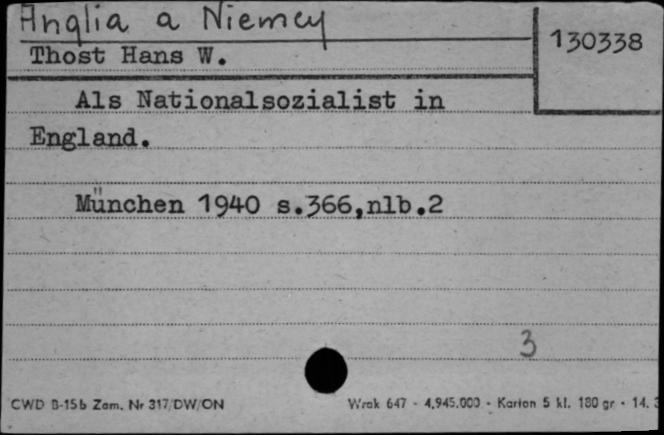 Anglia a Niemcy
130338
Thost Hans W.
Als Nationalsozialist in
England.
München 1940 s.366,nlb.2
3
CWD B-15b Zam. Nr 317/DW/ON
Wrak 647 - 4.945.000 - Karton 5 kl. 180 gr - 14.